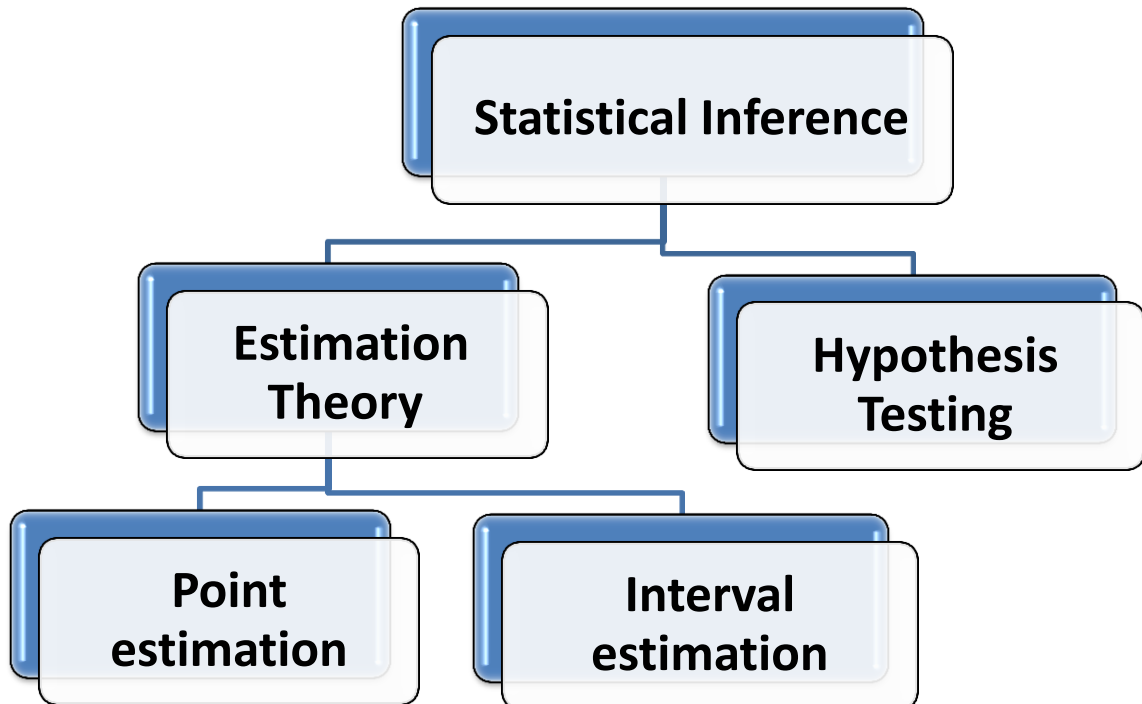 Statistical Inference
Estimation
Theory
Hypothesis
Testing
Point
estimation
Interval
estimation